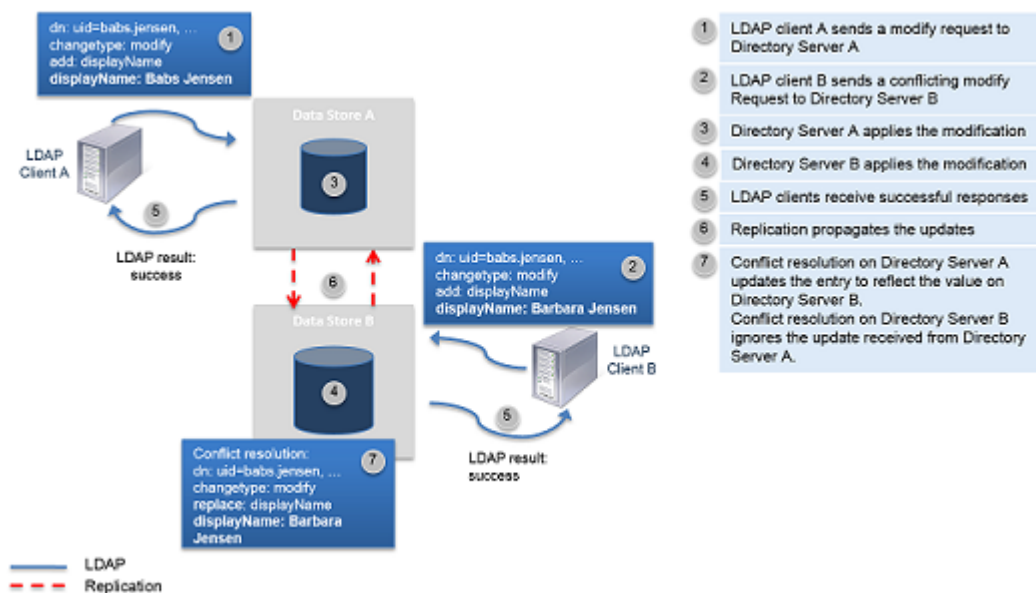 dn: uid=babs.jensen, ...
changetype: modify
add: displayName
displayName: Babs Jensen
1
LDAP
Client A
Data Store A
3
5
LDAP result:
success
6
dn: uid=babs.jensen, ...
changetype: modify
add: displayName
displayName: Barbara Jensen
2
Data Store B
4
LDAP
Client B
5
LDAP result:
success
Conflict resolution:
dn: uid=babs.jensen, ...
changetype: modify
replace: displayName
displayName: Barbara
Jensen
7
LDAP
Replication
1
LDAP client A sends a modify request to
Directory Server A
2
LDAP client B sends a conflicting modify
Request to Directory Server B
3
Directory Server A applies the modification
4
Directory Server B applies the modification
5
LDAP clients receive successful responses
6
Replication propagates the updates
7
Conflict resolution on Directory Server A
updates the entry to reflect the value on
Directory Server B.
Conflict resolution on Directory Server B
ignores the update received from Directory
Server A.